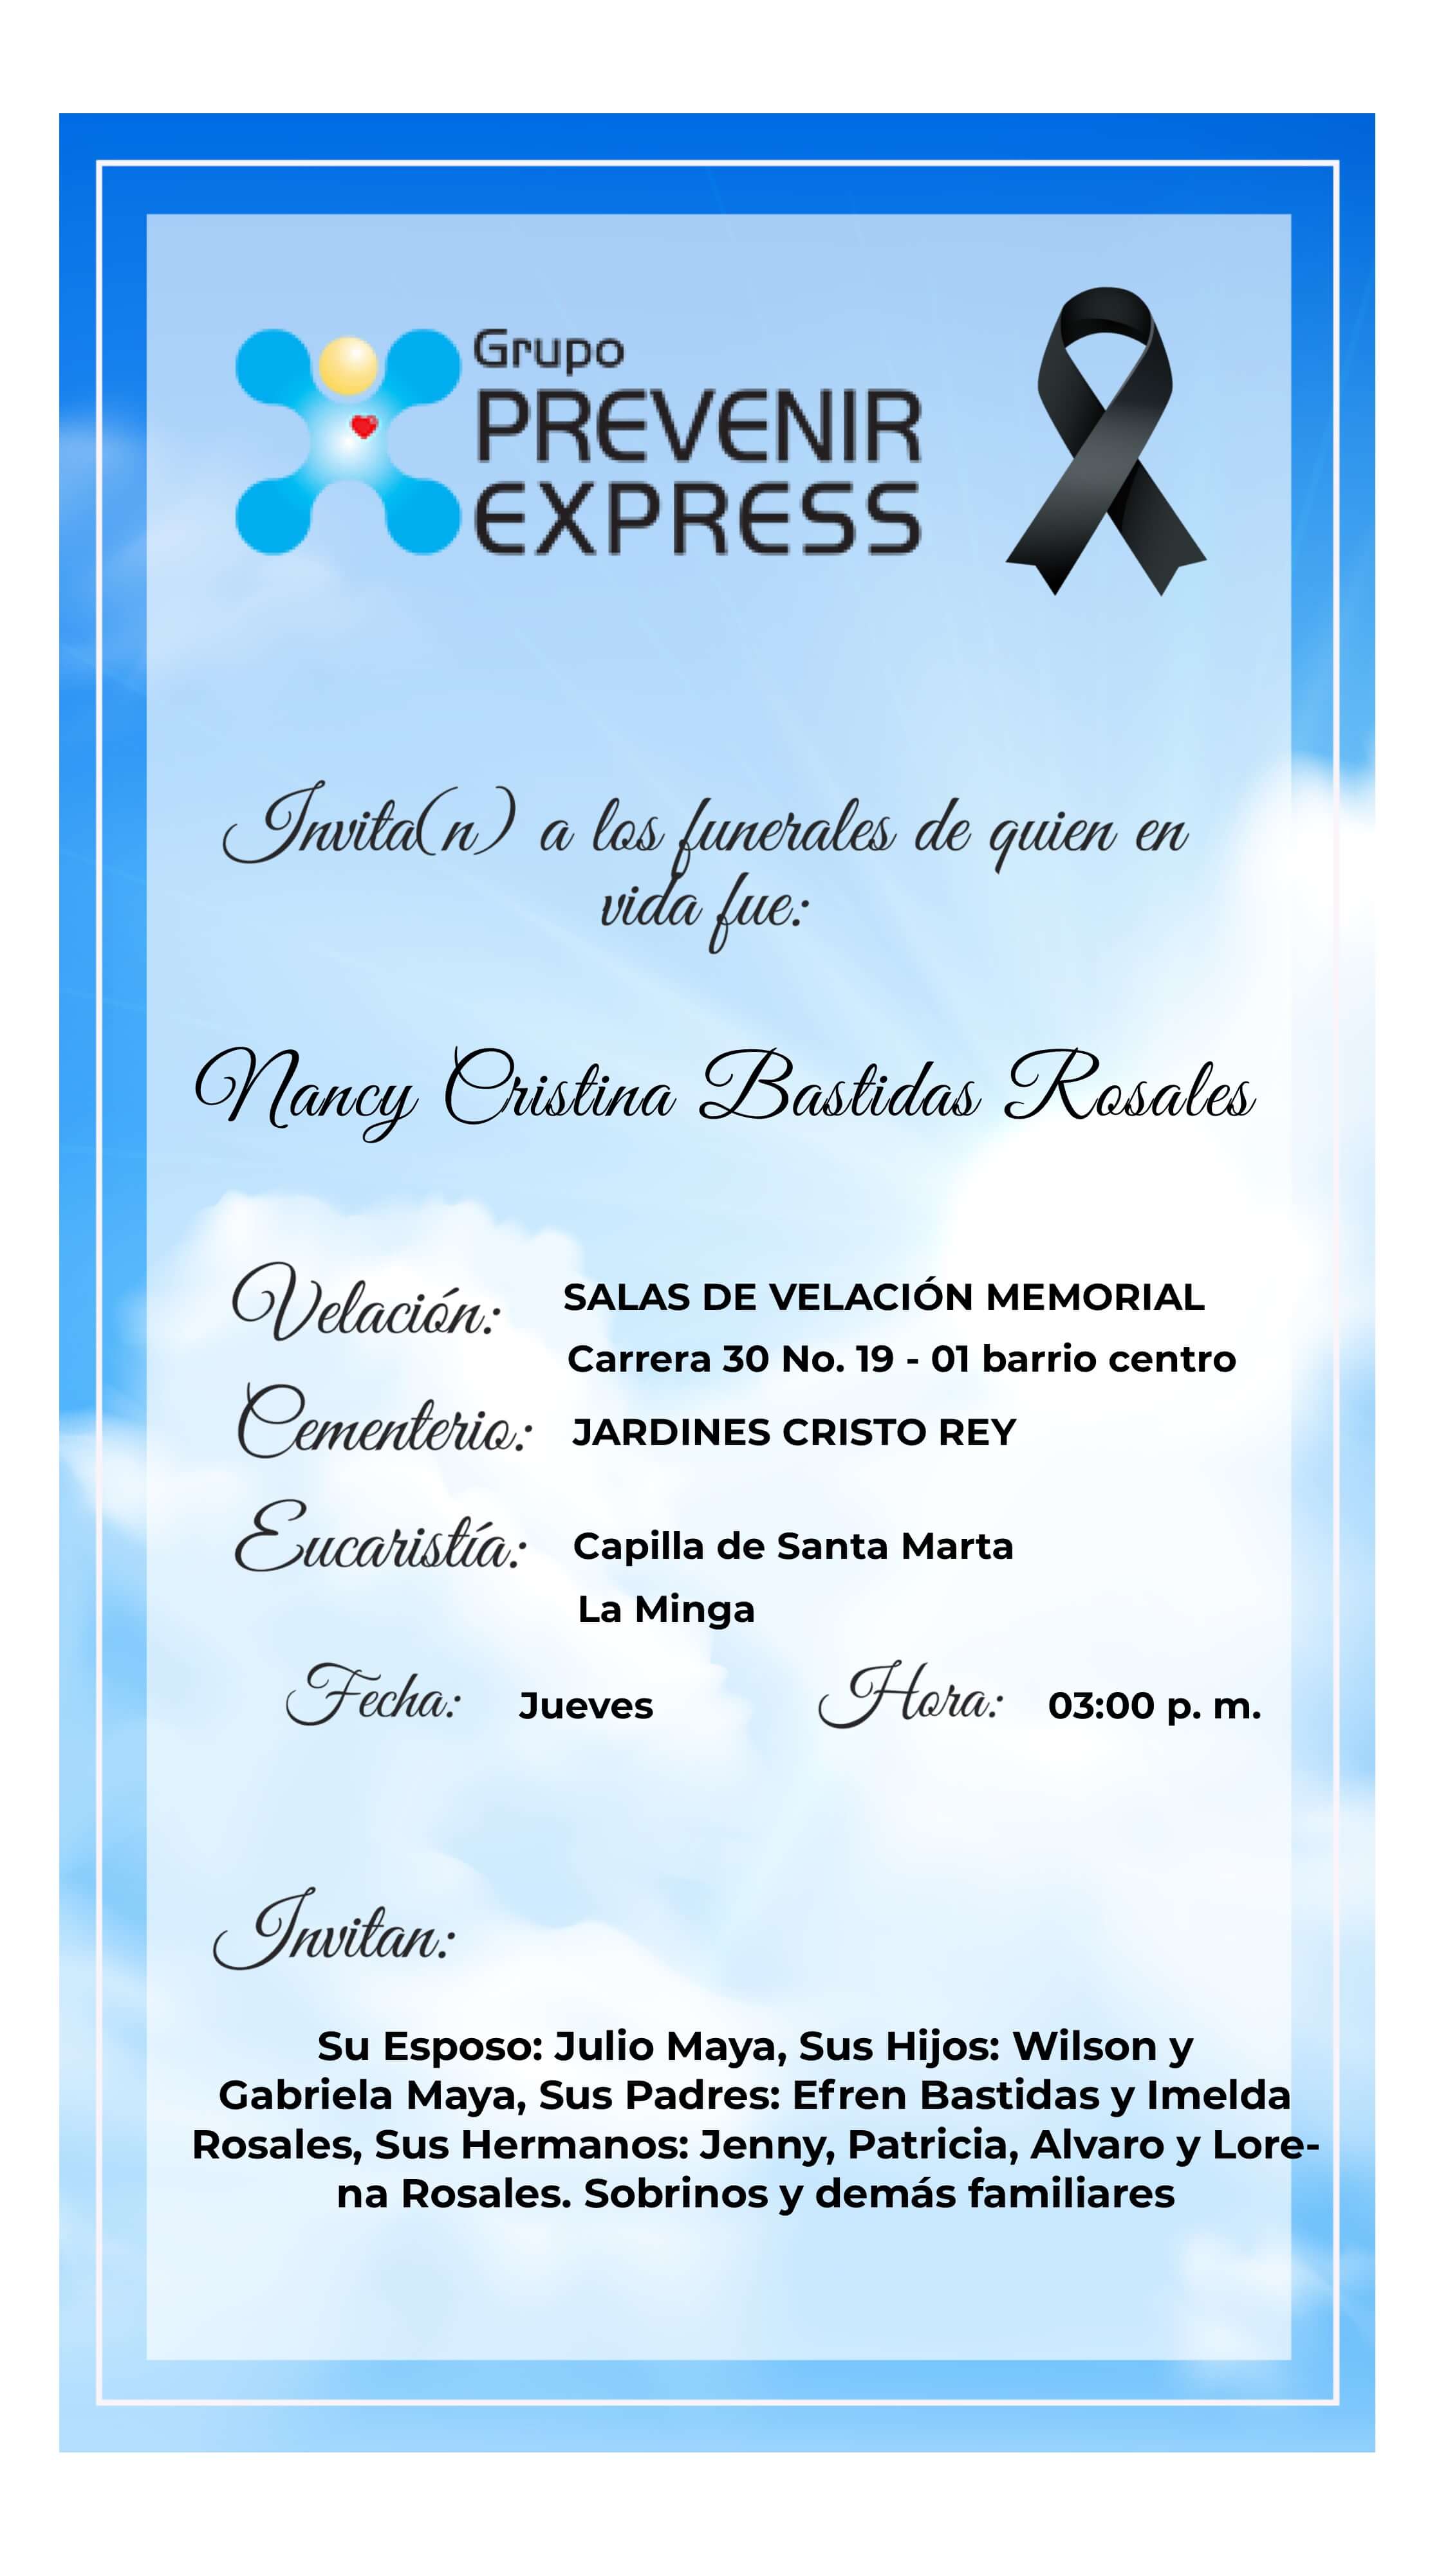 Grupo
PREVENIR
EXPRESS
Invita(n) a los funerales de quien en
vida fue:
Nancy Cristina Bastidas Rosales
Velación: SALAS DE VELACIÓN MEMORIAL
Carrera 30 No. 19 - 01 barrio centro
Cementerio: JARDINES CRISTO REY
Eucaristía: Capilla de Santa Marta
La Minga
Fecha: Jueves Hora: 03:00 p. m.
Invitan:
Su Esposo: Julio Maya, Sus Hijos: Wilson y
Gabriela Maya, Sus Padres: Efren Bastidas y Imelda
Rosales, Sus Hermanos: Jenny, Patricia, Alvaro y Lore-
na Rosales. Sobrinos y demás familiares